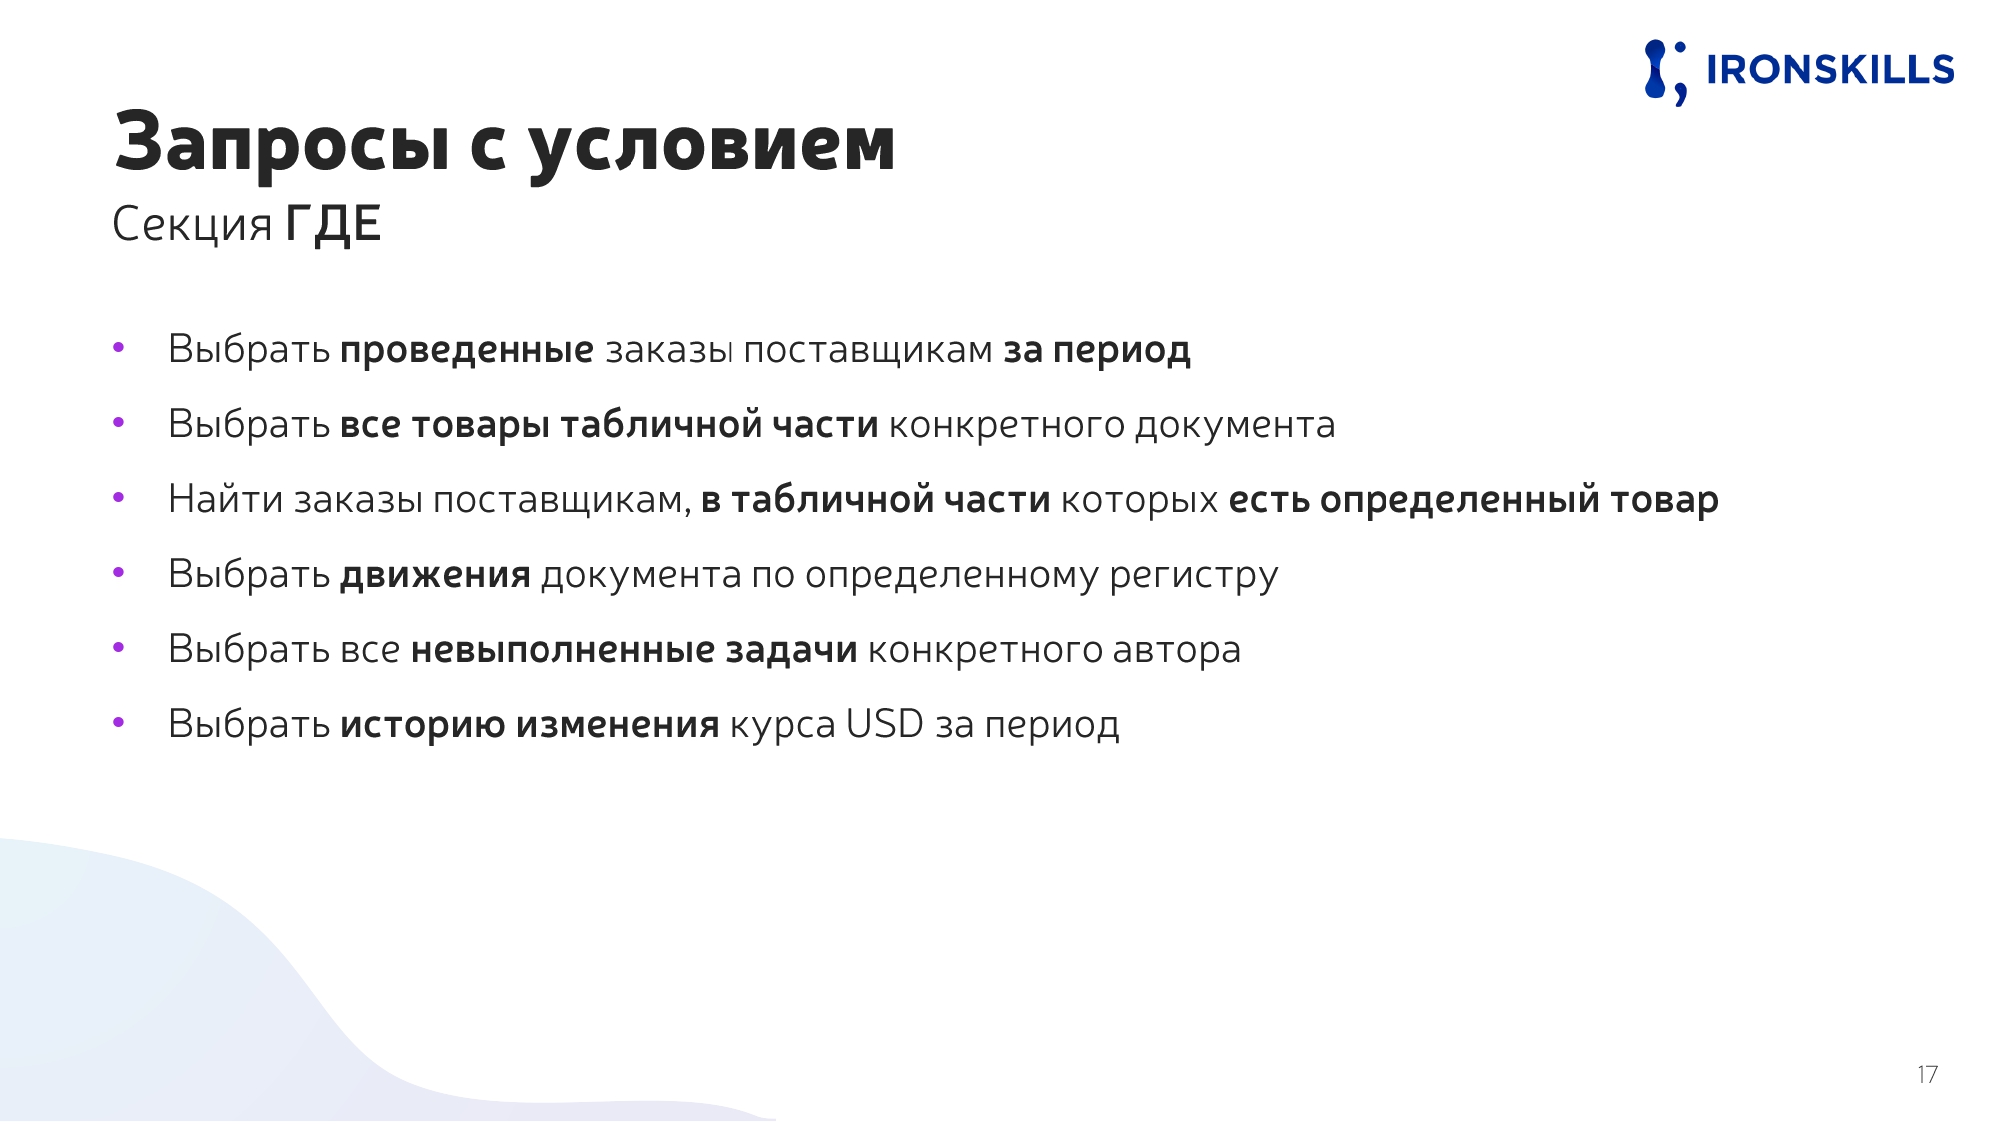 IRONSKILLS
Запросы с условием
Секция ГДЕ
• Выбрать проведенные заказы поставщикам за период
• Выбрать все товары табличной части конкретного документа
• Найти заказы поставщикам, в табличной части которых есть определенный товар
• Выбрать движения документа по определенному регистру
• Выбрать все невыполненные задачи конкретного автора
• Выбрать историю изменения курса USD за период
17